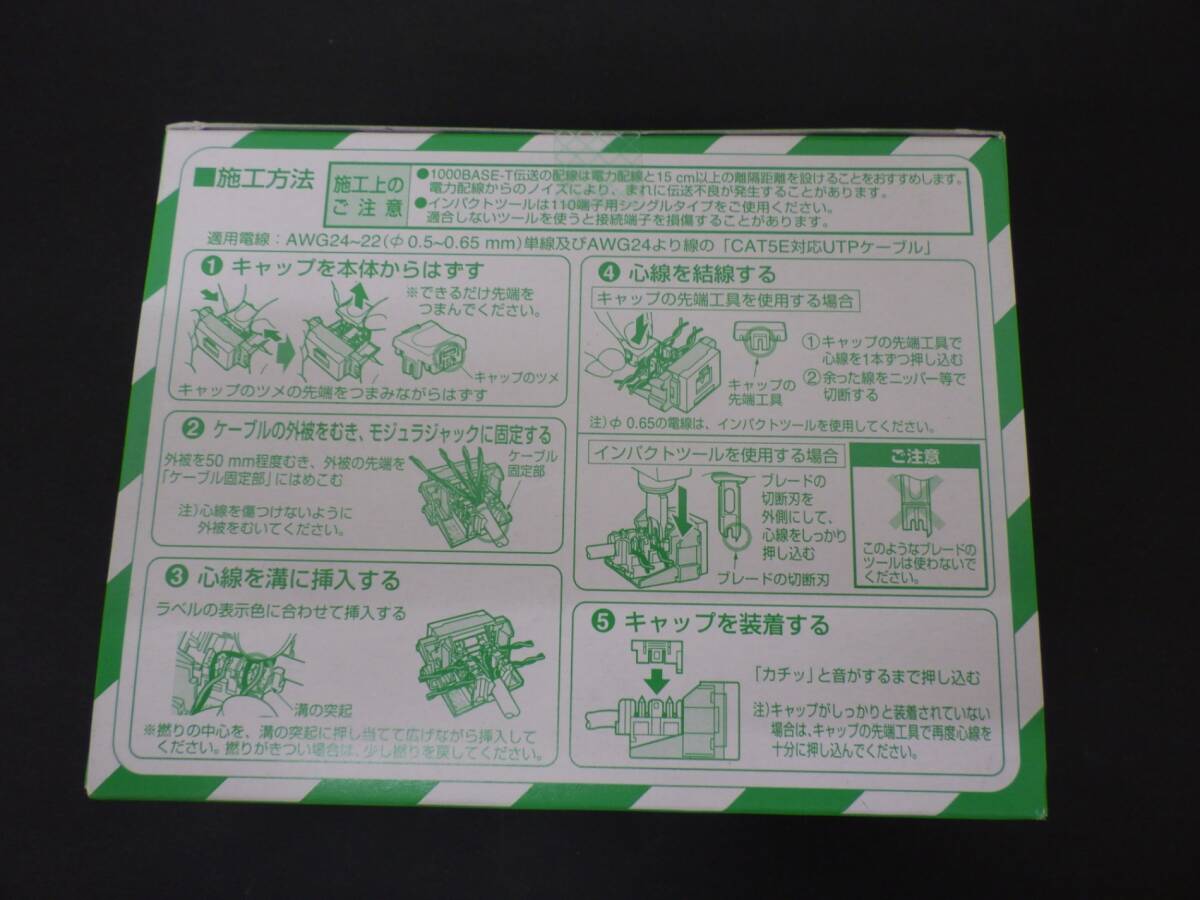 ■施工方法
施工上の
ご注意
●1000BASE-T伝送の配線は電力配線と15 cm以上の離隔距離を設けることをおすすめします。
電力配線からのノイズにより、まれに伝送不良が発生することがあります。
●インパクトツールは110端子用シングルタイプをご使用ください。
適合しないツールを使うと接続端子を損傷することがあります。
適用電線：AWG24~22(φ0.5~0.65 mm)単線及びAWG24より線の「CAT5E対応UTPケーブル」
❶ キャップを本体からはずす
※できるだけ先端を
つまんでください。
キャップのツメ
キャップのツメの先端をつまみながらはずす
❷ ケーブルの外被をむき、モジュラジャックに固定する
外被を50 mm程度むき、外被の先端を
「ケーブル固定部」にはめこむ
ケーブル
固定部
注)心線を傷つけないように
外被をむいてください。
❸ 心線を溝に挿入する
ラベルの表示色に合わせて挿入する
溝の突起
※撚りの中心を、溝の突起に押し当てて広げながら挿入して
ください。撚りがきつい場合は、少し撚りを戻してください。
❹ 心線を結線する
キャップの先端工具を使用する場合
キャップの
先端工具
①キャップの先端工具で
心線を1本ずつ押し込む
②余った線をニッパー等で
切断する
注)φ0.65の電線は、インパクトツールを使用してください。
インパクトツールを使用する場合
ブレードの
切断刃を
外側にして、
心線をしっかり
押し込む
ブレードの切断刃
ご注意
このようなブレードの
ツールは使わないで
ください。
❺ キャップを装着する
「カチッ」と音がするまで押し込む
注)キャップがしっかりと装着されていない
場合は、キャップの先端工具で再度心線を
十分に押し込んでください。